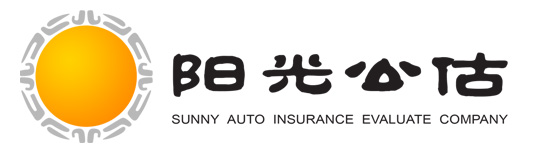 阳光公估
SUNNY AUTO INSURANCE EVALUATE COMPANY